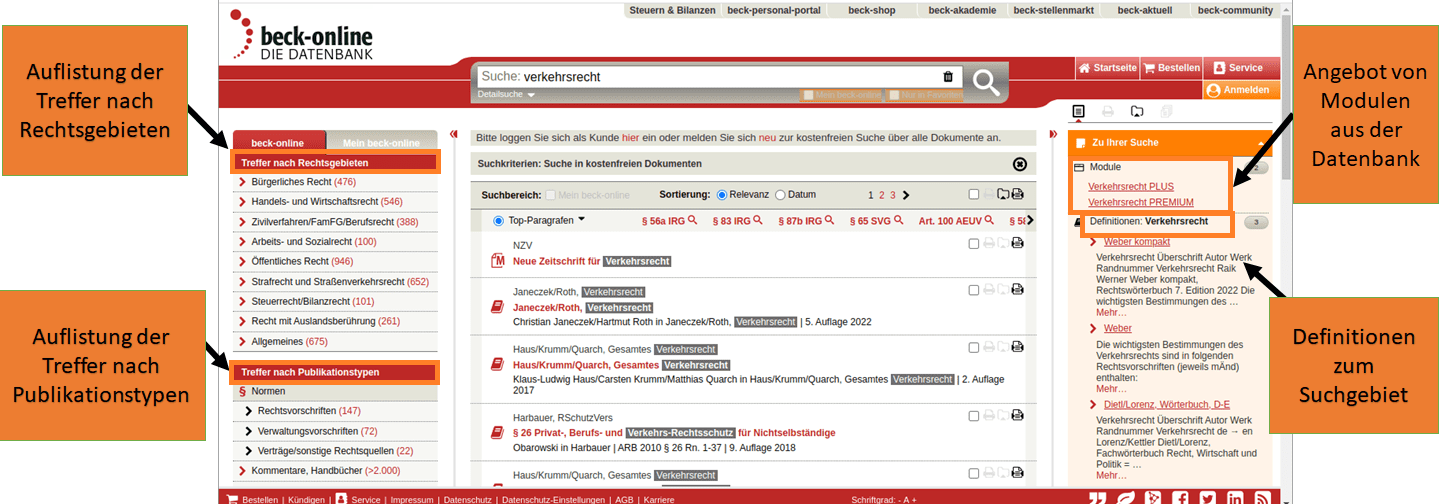 Auflistung der
Treffer nach
Rechtsgebieten
Auflistung der
Treffer nach
Publikationstypen
Steuern & Bilanzen beck-personal-portal beck-shop beck-akademie beck-stellenmarkt beck-aktuell beck-community
beck-online
DIE DATENBANK
Suche: verkehrsrecht
Detailsuche
Mein beck-online Nur in Favoriten
Startseite Bestellen Service
Anmelden
beck-online Mein beck-online
Treffer nach Rechtsgebieten
Bürgerliches Recht (476)
Handels- und Wirtschaftsrecht (546)
Zivilverfahren/FamFG/Berufsrecht (388)
Arbeits- und Sozialrecht (100)
Öffentliches Recht (946)
Strafrecht und Straßenverkehrsrecht (652)
Steuerrecht/Bilanzrecht (101)
Recht mit Auslandsberührung (261)
Allgemeines (675)
Treffer nach Publikationstypen
§ Normen
Rechtsvorschriften (147)
Verwaltungsvorschriften (72)
Verträge/sonstige Rechtsquellen (22)
Kommentare, Handbücher (>2.000)
Bitte loggen Sie sich als Kunde hier ein oder melden Sie sich neu zur kostenfreien Suche über alle Dokumente an.
Suchkriterien: Suche in kostenfreien Dokumenten
Suchbereich: Mein beck-online Sortierung: Relevanz Datum 1 2 3
Top-Paragrafen § 56a IRG § 83 IRG § 87b IRG § 65 SVG Art. 100 AEUV § 58
NZV
Neue Zeitschrift für Verkehrsrecht
Janeczek/Roth, Verkehrsrecht
Janeczek/Roth, Verkehrsrecht
Christian Janeczek/Hartmut Roth in Janeczek/Roth, Verkehrsrecht | 5. Auflage 2022
Haus/Krumm/Quarch, Gesamtes Verkehrsrecht
Haus/Krumm/Quarch, Gesamtes Verkehrsrecht
Klaus-Ludwig Haus/Carsten Krumm/Matthias Quarch in Haus/Krumm/Quarch, Gesamtes Verkehrsrecht | 2. Auflage
2017
Harbauer, RSchutzVers
§ 26 Privat-, Berufs- und Verkehrs-Rechtsschutz für Nichtselbständige
Obarowski in Harbauer | ARB 2010 § 26 Rn. 1-37 | 9. Auflage 2018
Haus/Krumm/Quarch, Gesamtes Verkehrsrecht
Zu Ihrer Suche
Module 2
Verkehrsrecht PLUS
Verkehrsrecht PREMIUM
Definitionen: Verkehrsrecht 3
Weber kompakt
Verkehrsrecht Überschrift Autor Werk
Randnummer Verkehrsrecht Raik
Werner Weber kompakt,
Rechtswörterbuch 7. Edition 2022 Die
wichtigsten Bestimmungen des …
Mehr…
Weber
Die wichtigsten Bestimmungen des
Verkehrsrechts sind in folgenden
Rechtsvorschriften (jeweils mÄnd)
enthalten:
Mehr…
Dietl/Lorenz, Wörterbuch, D-E
Verkehrsrecht Überschrift Autor Werk
Randnummer Verkehrsrecht de → en
Lorenz/Kettler Dietl/Lorenz,
Fachwörterbuch Recht, Wirtschaft und
Politik = …
Mehr…
Angebot von
Modulen
aus der
Datenbank
Definitionen
zum
Suchgebiet
Bestellen | Kündigen | Service | Impressum | Datenschutz | Datenschutz-Einstellungen | AGB | Karriere Schriftgrad: - A +